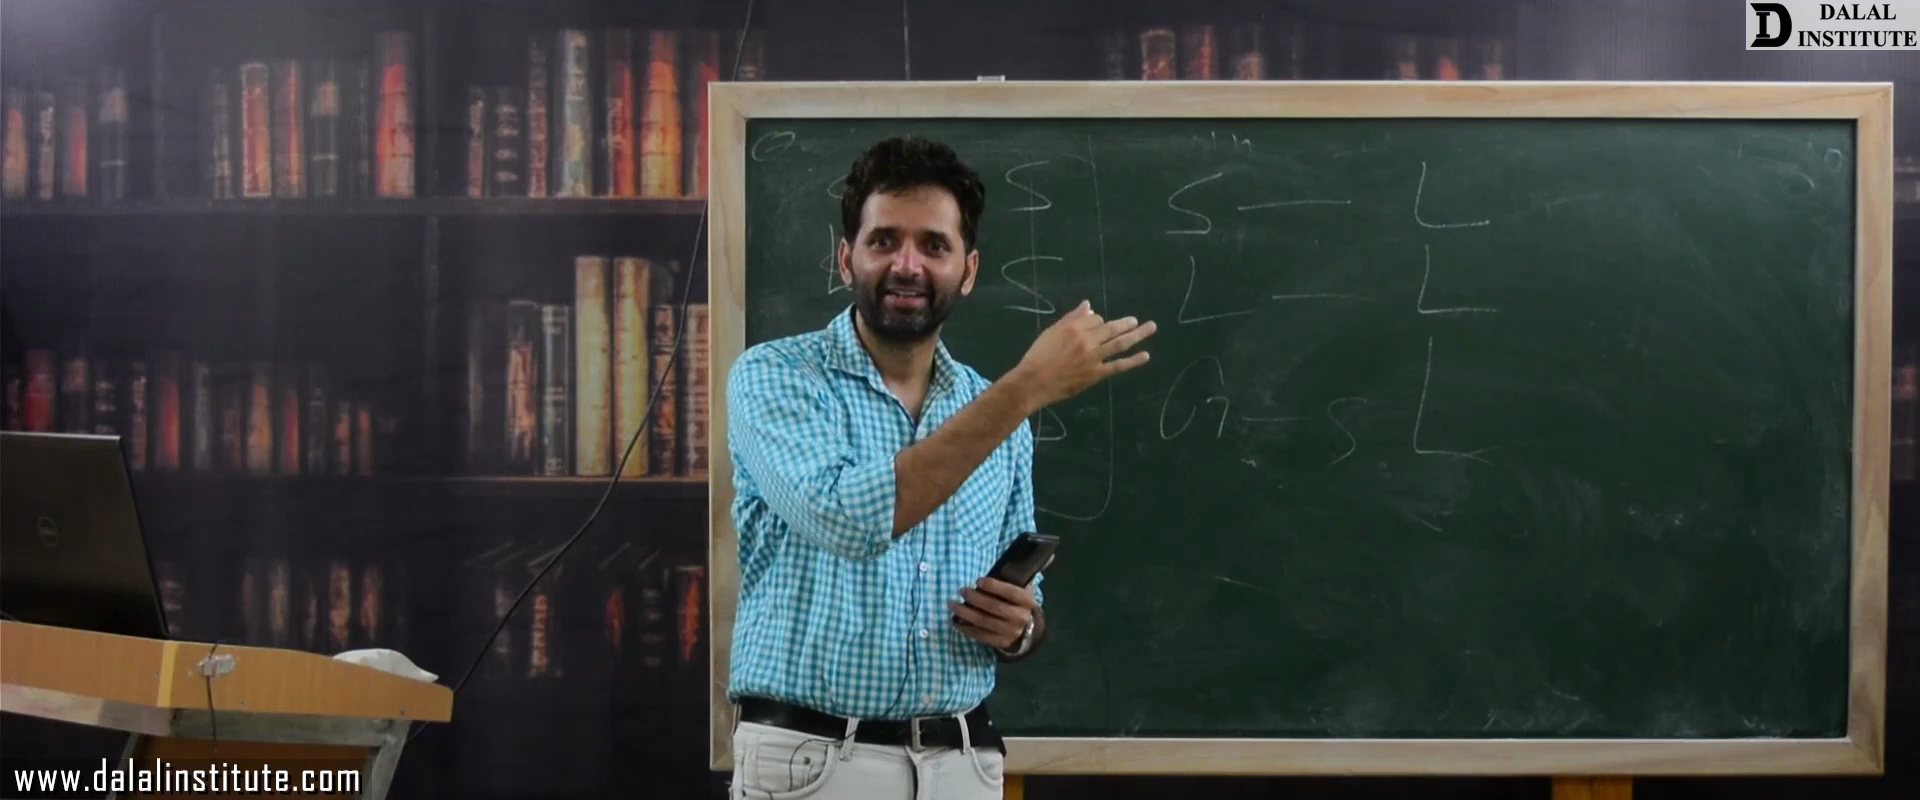 DALAL
INSTITUTE
S S — L
S L — L
G — S L
www.dalalinstitute.com